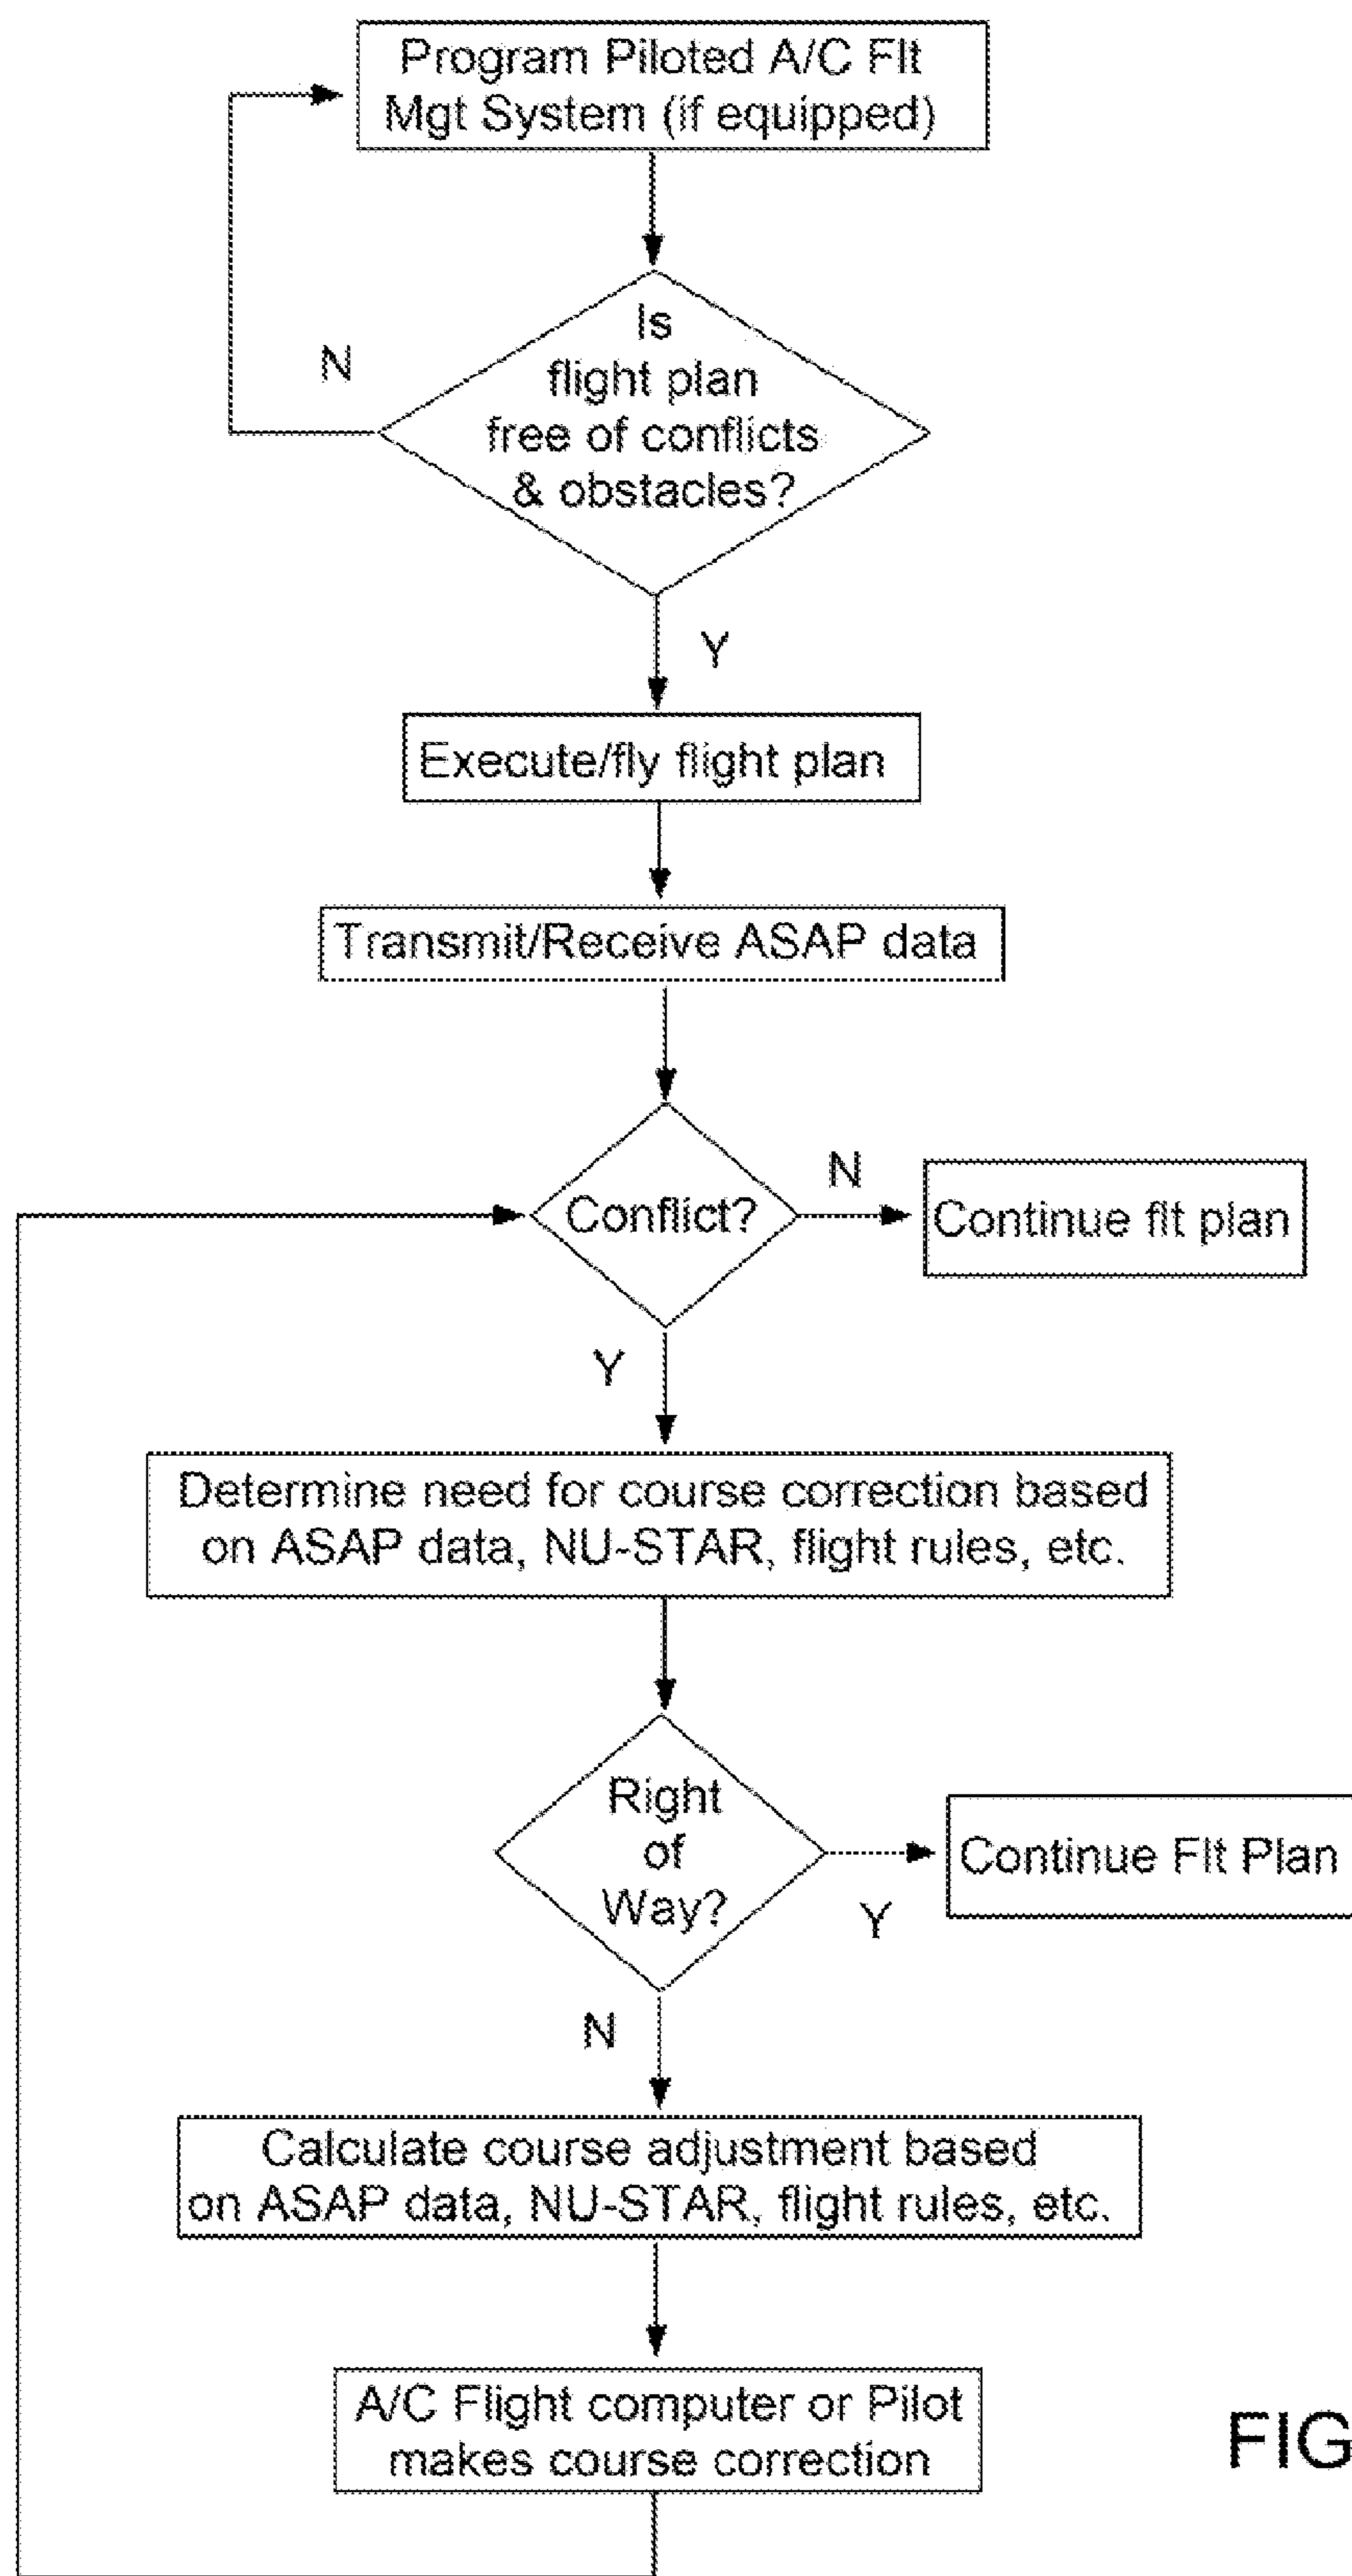 Program Piloted A/C Flt
Mgt System (if equipped)
N
Is
flight plan
free of conflicts
& obstacles?
Y
Execute/fly flight plan
Transmit/Receive ASAP data
Conflict?
N
Continue flt plan
Y
Determine need for course correction based
on ASAP data, NU-STAR, flight rules, etc.
Right
of
Way?
Y
Continue Flt Plan
N
Calculate course adjustment based
on ASAP data, NU-STAR, flight rules, etc.
A/C Flight computer or Pilot
makes course correction
FIG